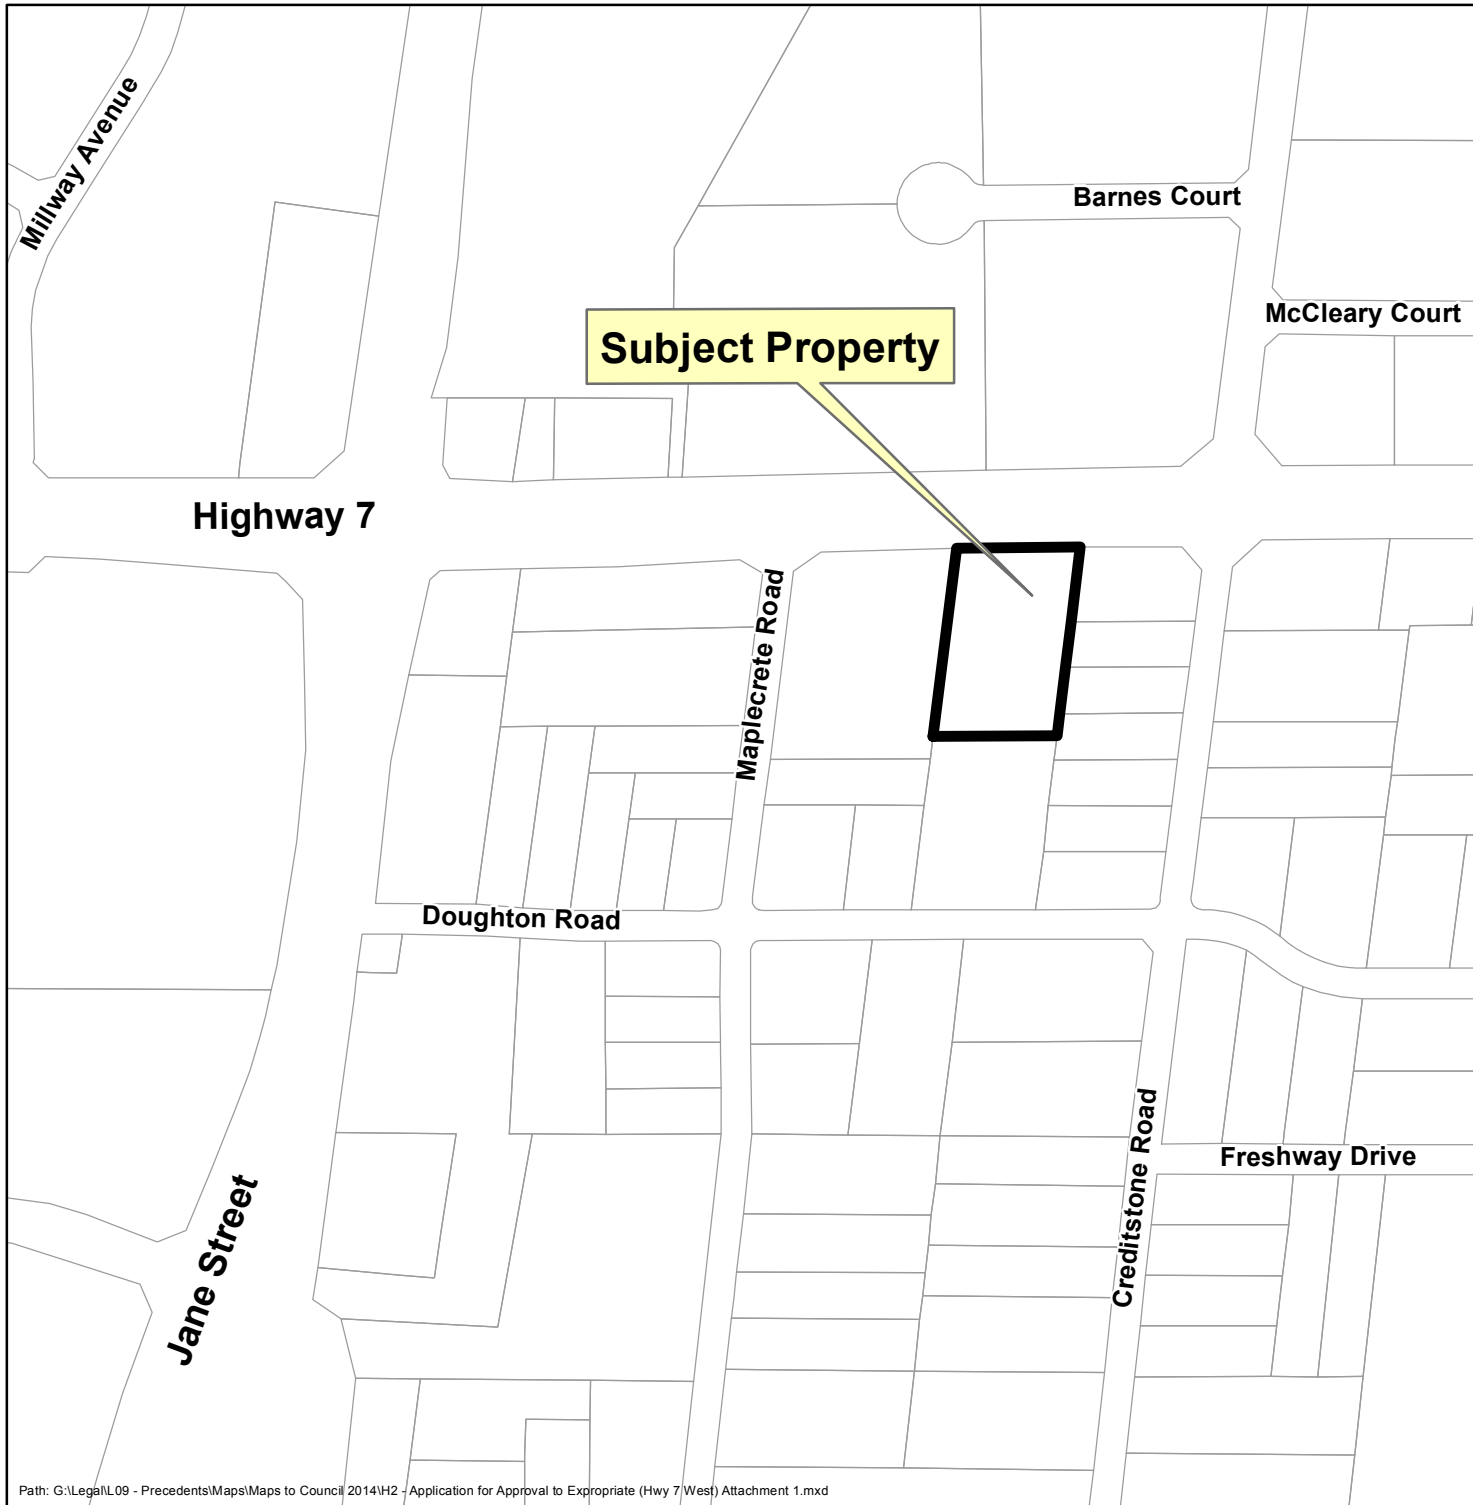 Millway Avenue
Barnes Court
McCleary Court
Subject Property
Highway 7
Maplecrete Road
Doughton Road
Creditstone Road
Freshway Drive
Jane Street
Path: G:\Legal\L09 - Precedents\Maps\Maps to Council 2014\H2 - Application for Approval to Expropriate (Hwy 7 West) Attachment 1.mxd